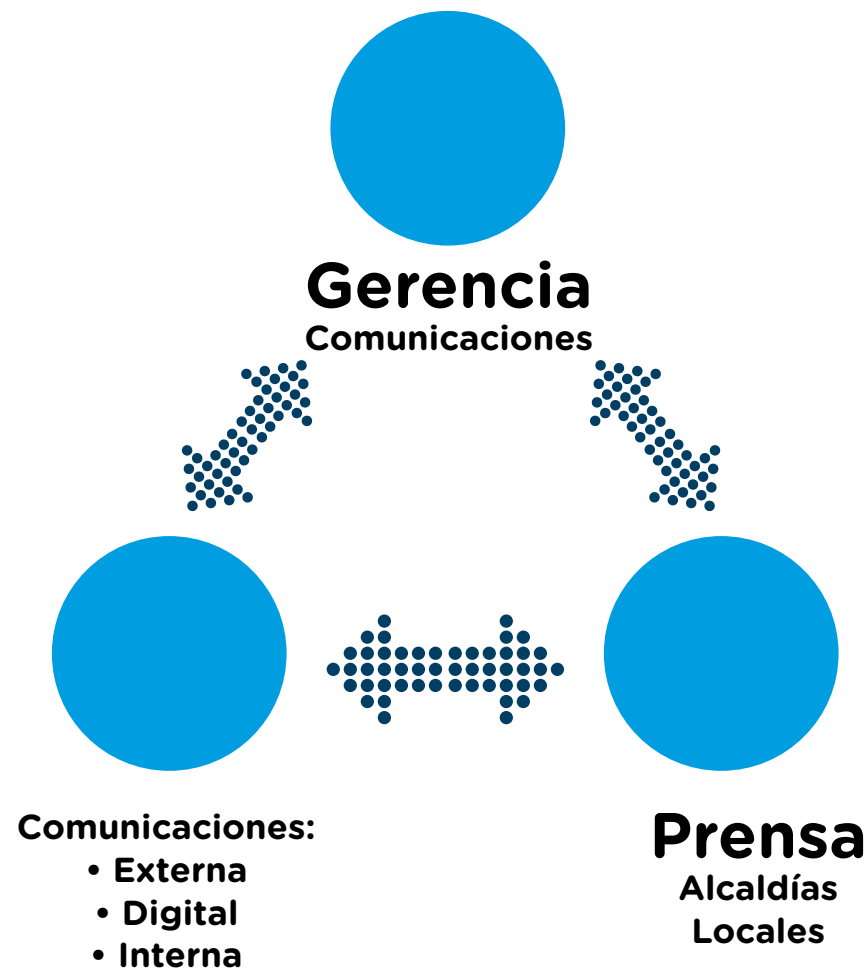 Gerencia
Comunicaciones
Comunicaciones:
• Externa
• Digital
• Interna
Prensa
Alcaldías
Locales